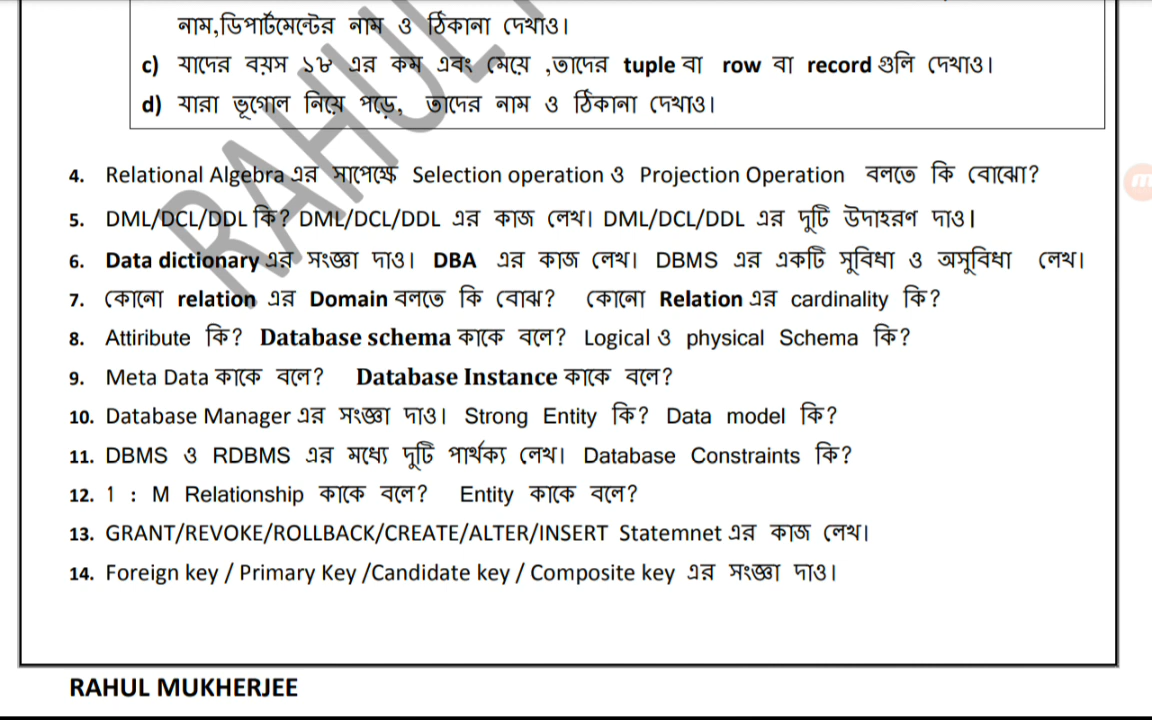 নাম,ডিপার্টমেন্টের নাম ও ঠিকানা দেখাও।
c) যাদের বয়স ১৮ এর কম এবং মেয়ে ,তাদের tuple বা row বা record গুলি দেখাও।
d) যারা ভূগোল নিয়ে পড়ে, তাদের নাম ও ঠিকানা দেখাও।
4. Relational Algebra এর সাপেক্ষে Selection operation ও Projection Operation বলতে কি বোঝো?
5. DML/DCL/DDL কি? DML/DCL/DDL এর কাজ লেখ। DML/DCL/DDL এর দুটি উদাহরণ দাও।
6. Data dictionary এর সংজ্ঞা দাও। DBA এর কাজ লেখ। DBMS এর একটি সুবিধা ও অসুবিধা লেখ।
7. কোনো relation এর Domain বলতে কি বোঝ? কোনো Relation এর cardinality কি?
8. Attiribute কি? Database schema কাকে বলে? Logical ও physical Schema কি?
9. Meta Data কাকে বলে? Database Instance কাকে বলে?
10. Database Manager এর সংজ্ঞা দাও। Strong Entity কি? Data model কি?
11. DBMS ও RDBMS এর মধ্যে দুটি পার্থক্য লেখ। Database Constraints কি?
12. 1 : M Relationship কাকে বলে? Entity কাকে বলে?
13. GRANT/REVOKE/ROLLBACK/CREATE/ALTER/INSERT Statemnet এর কাজ লেখ।
14. Foreign key / Primary Key /Candidate key / Composite key এর সংজ্ঞা দাও।
RAHUL MUKHERJEE